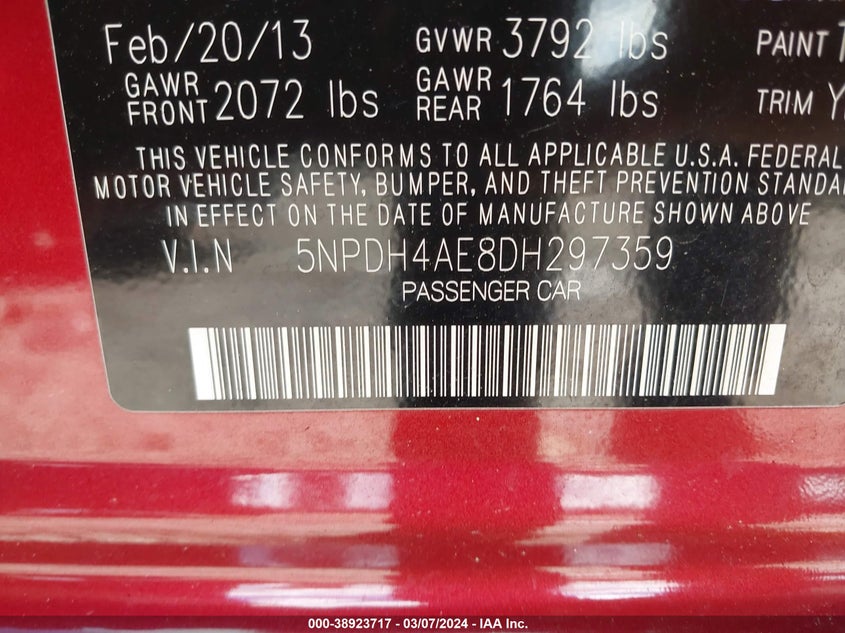 Feb/20/13 GVWR 3792 lbs PAINT
GAWR FRONT 2072 lbs GAWR REAR 1764 lbs TRIM
THIS VEHICLE CONFORMS TO ALL APPLICABLE U.S.A. FEDERAL
MOTOR VEHICLE SAFETY, BUMPER, AND THEFT PREVENTION STANDA
IN EFFECT ON THE DATE OF MANUFACTURE SHOWN ABOVE
V.I.N 5NPDH4AE8DH297359
PASSENGER CAR
000-38923717 - 03/07/2024 - IAA Inc.